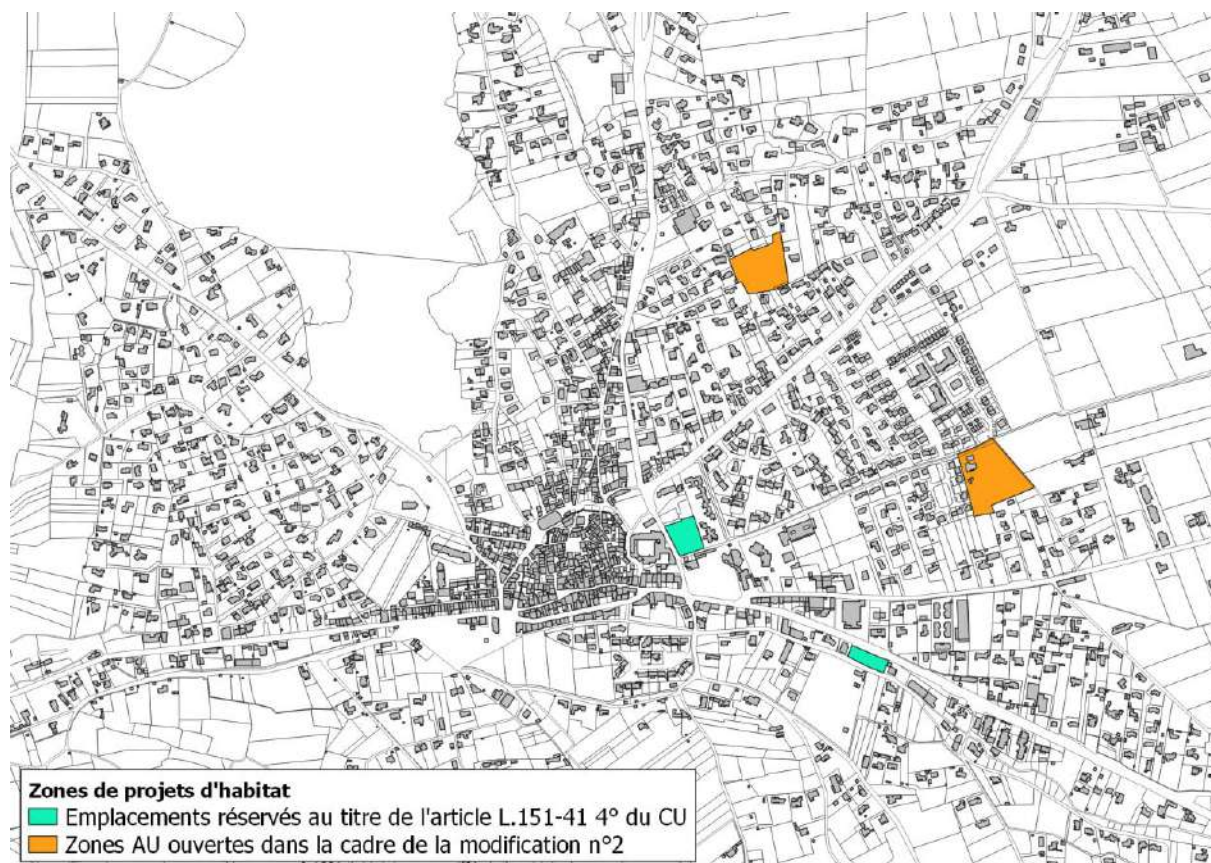 Zones de projets d'habitat
Emplacements réservés au titre de l'article L.151-41 4° du CU
Zones AU ouvertes dans la cadre de la modification n°2